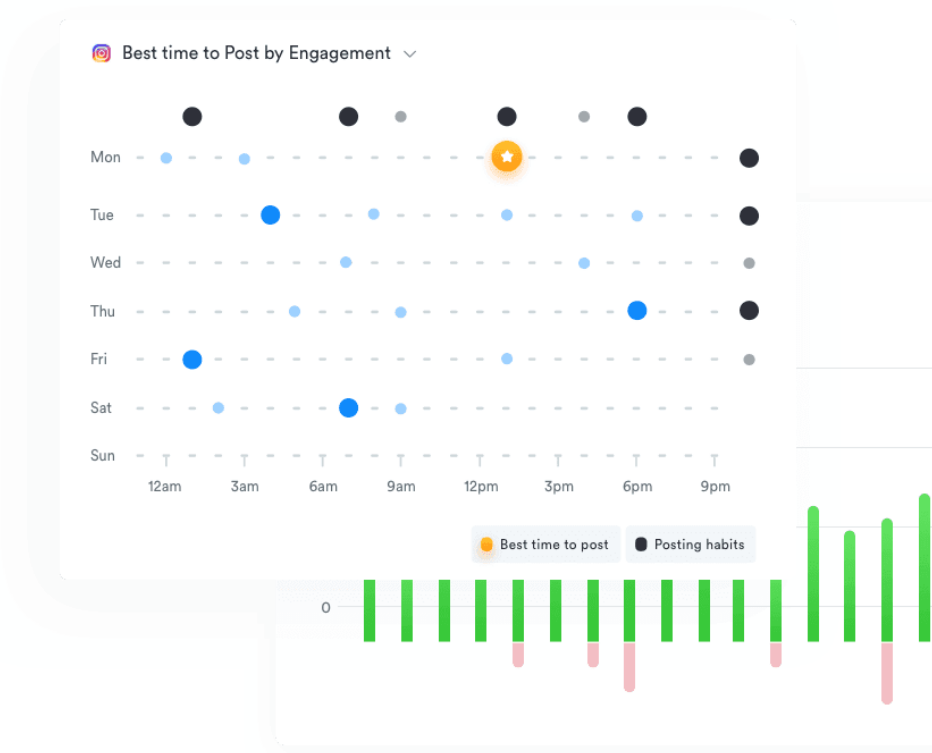 Best time to Post by Engagement
Mon
Tue
Wed
Thu
Fri
Sat
Sun
12am 3am 6am 9am 12pm 3pm 6pm 9pm
Best time to post Posting habits
0